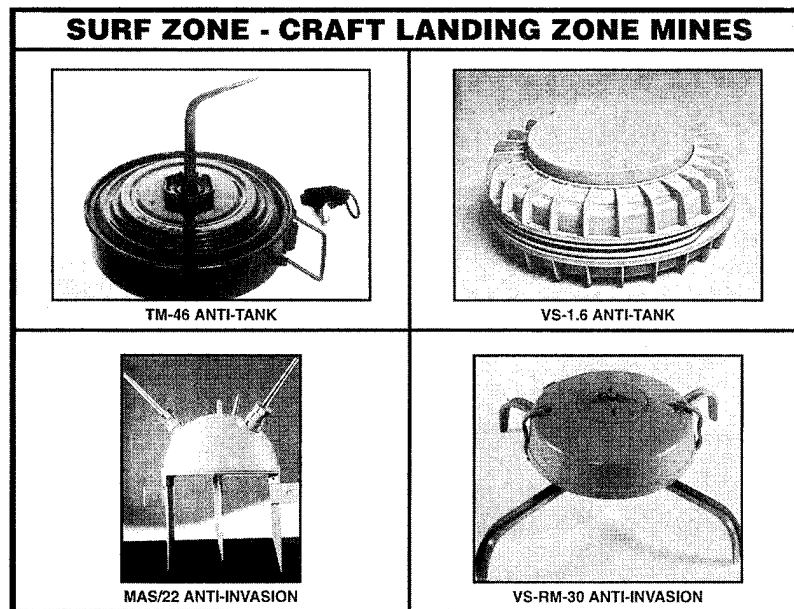 SURF ZONE - CRAFT LANDING ZONE MINES
TM-46 ANTI-TANK
VS-1.6 ANTI-TANK
MAS/22 ANTI-INVASION
VS-RM-30 ANTI-INVASION